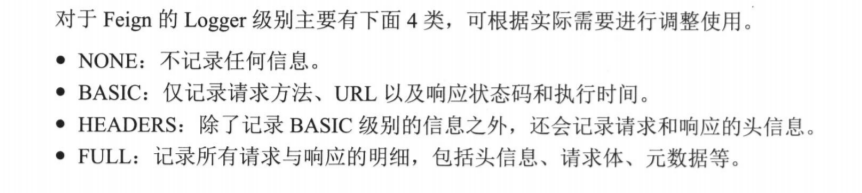 对于 Feign 的 Logger 级别主要有下面 4 类，可根据实际需要进行调整使用。
● NONE：不记录任何信息。
● BASIC：仅记录请求方法、URL 以及响应状态码和执行时间。
● HEADERS：除了记录 BASIC 级别的信息之外，还会记录请求和响应的头信息。
● FULL：记录所有请求与响应的明细，包括头信息、请求体、元数据等。